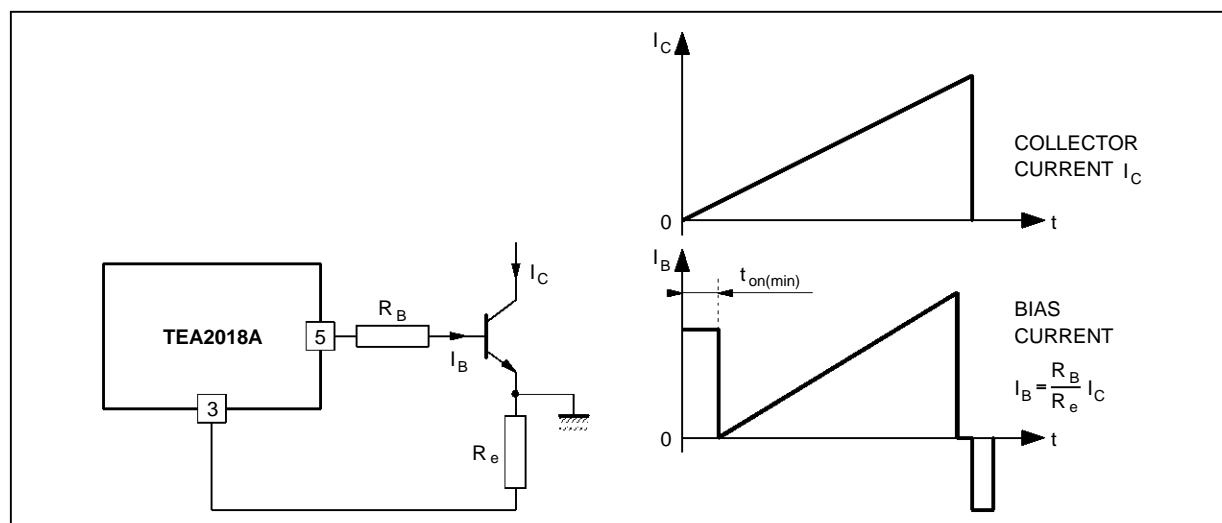 TEA2018A
5
3
R B
I B
I C
R e
I C
0
t
COLLECTOR
CURRENT I C
I B
t on(min)
0
t
BIAS
CURRENT
I B = R B / R e I C